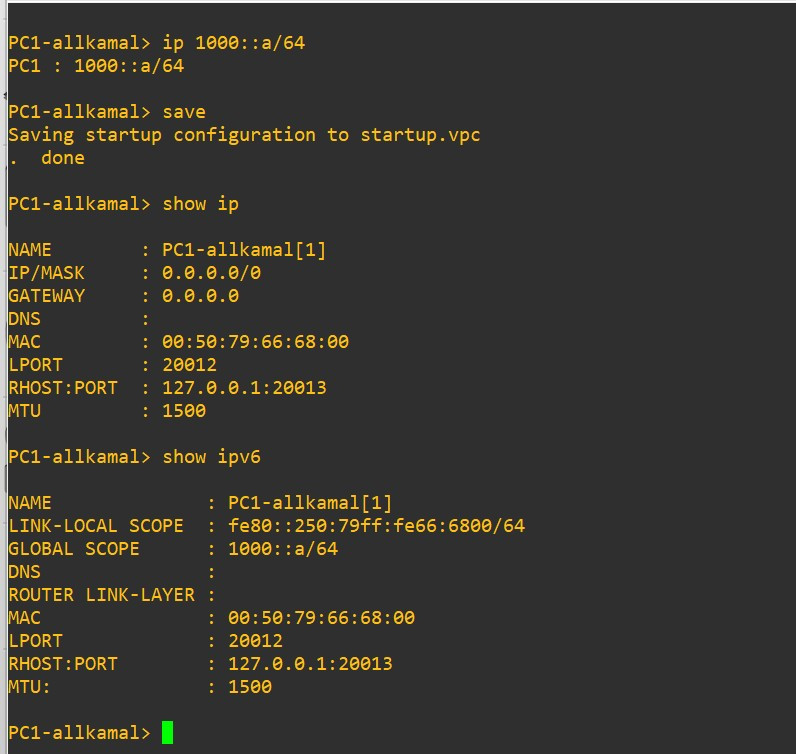 PC1-allkamal> ip 1000::a/64
PC1 : 1000::a/64
PC1-allkamal> save
Saving startup configuration to startup.vpc
.  done
PC1-allkamal> show ip
NAME        : PC1-allkamal[1]
IP/MASK     : 0.0.0.0/0
GATEWAY     : 0.0.0.0
DNS         :
MAC         : 00:50:79:66:68:00
LPORT       : 20012
RHOST:PORT  : 127.0.0.1:20013
MTU         : 1500
PC1-allkamal> show ipv6
NAME              : PC1-allkamal[1]
LINK-LOCAL SCOPE  : fe80::250:79ff:fe66:6800/64
GLOBAL SCOPE      : 1000::a/64
DNS               :
ROUTER LINK-LAYER :
MAC               : 00:50:79:66:68:00
LPORT             : 20012
RHOST:PORT        : 127.0.0.1:20013
MTU:              : 1500
PC1-allkamal>